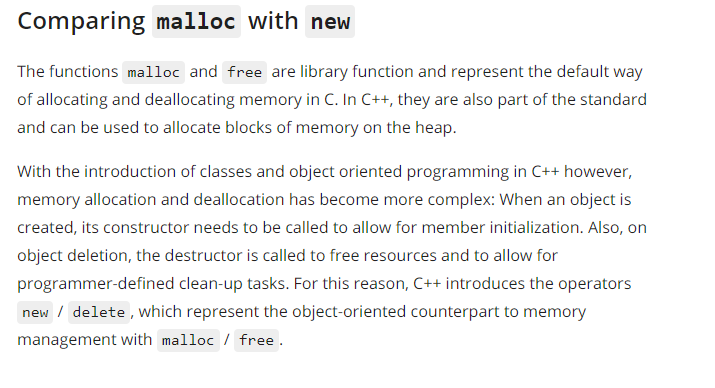 Comparing malloc with new
The functions malloc and free are library function and represent the default way
of allocating and deallocating memory in C. In C++, they are also part of the standard
and can be used to allocate blocks of memory on the heap.
With the introduction of classes and object oriented programming in C++ however,
memory allocation and deallocation has become more complex: When an object is
created, its constructor needs to be called to allow for member initialization. Also, on
object deletion, the destructor is called to free resources and to allow for
programmer-defined clean-up tasks. For this reason, C++ introduces the operators
new / delete , which represent the object-oriented counterpart to memory
management with malloc / free .